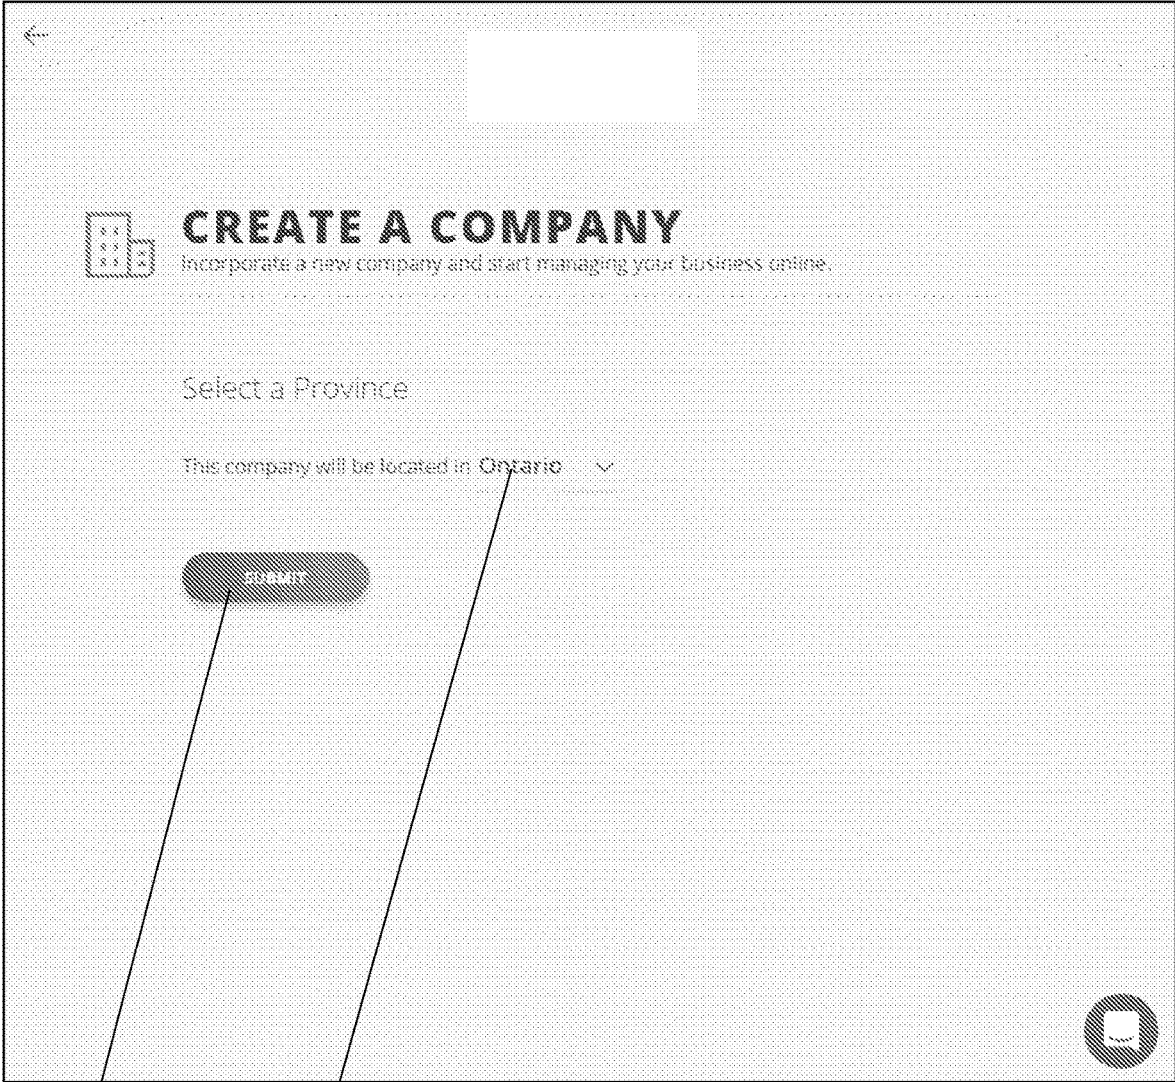 CREATE A COMPANY
Incorporate a new company and start managing your business online.
Select a Province
This company will be located in Ontario
SUBMIT